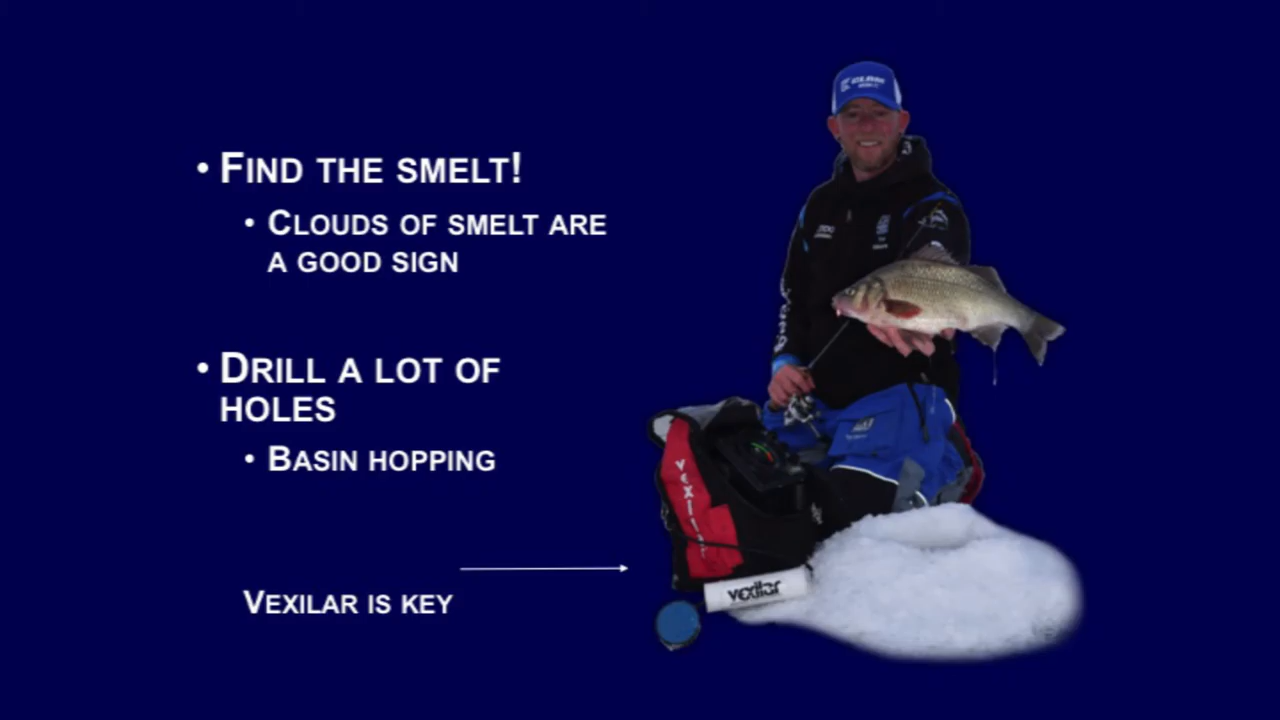 • FIND THE SMELT!
• CLOUDS OF SMELT ARE
A GOOD SIGN
• DRILL A LOT OF
HOLES
• BASIN HOPPING
VEXILAR IS KEY
CLAM
vexilar
vexilar